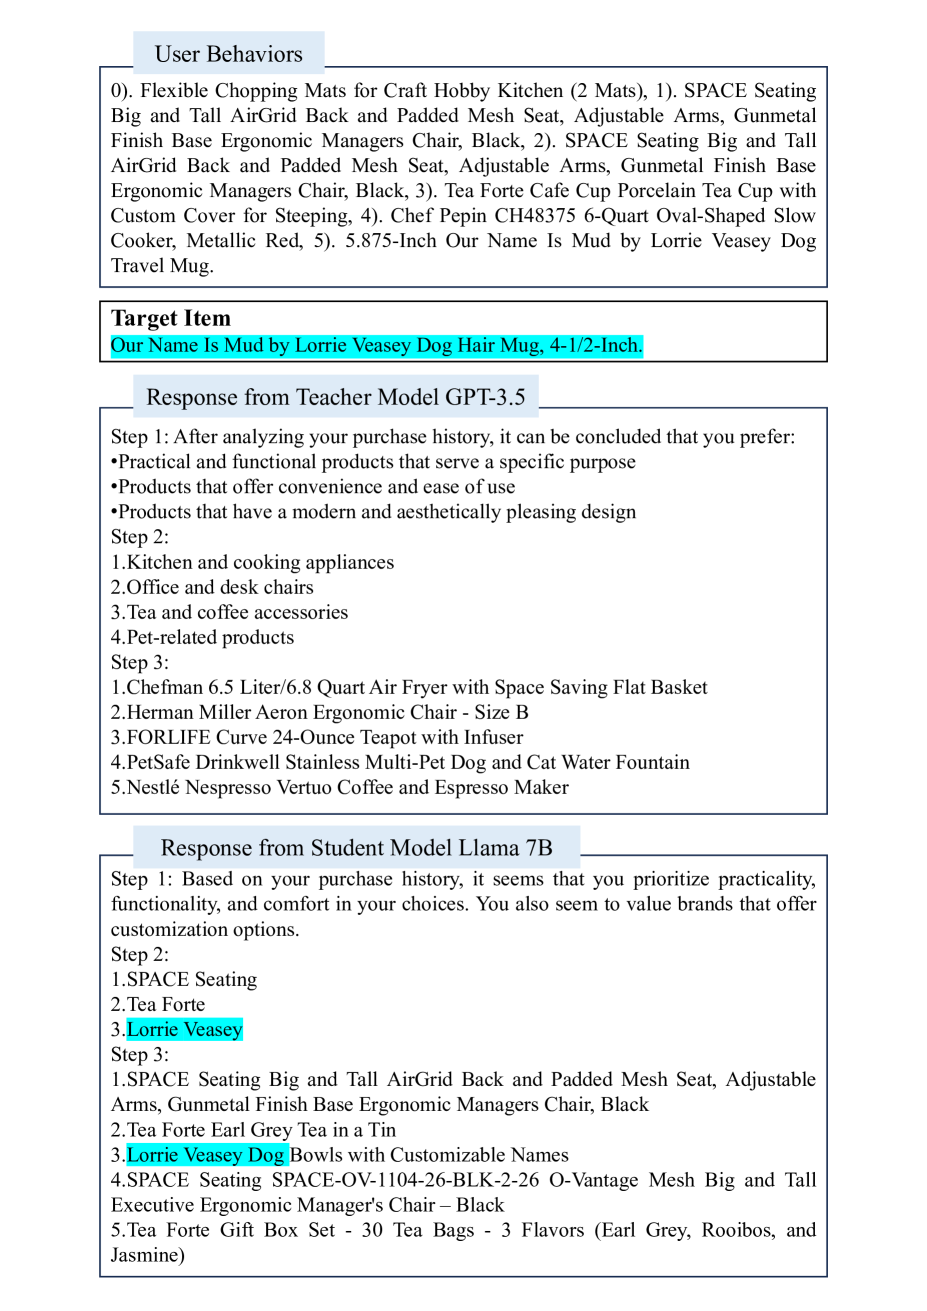 User Behaviors
0). Flexible Chopping Mats for Craft Hobby Kitchen (2 Mats), 1). SPACE Seating
Big and Tall AirGrid Back and Padded Mesh Seat, Adjustable Arms, Gunmetal
Finish Base Ergonomic Managers Chair, Black, 2). SPACE Seating Big and Tall
AirGrid Back and Padded Mesh Seat, Adjustable Arms, Gunmetal Finish Base
Ergonomic Managers Chair, Black, 3). Tea Forte Cafe Cup Porcelain Tea Cup with
Custom Cover for Steeping, 4). Chef Pepin CH48375 6-Quart Oval-Shaped Slow
Cooker, Metallic Red, 5). 5.875-Inch Our Name Is Mud by Lorrie Veasey Dog
Travel Mug.
Target Item
Our Name Is Mud by Lorrie Veasey Dog Hair Mug, 4-1/2-Inch.
Response from Teacher Model GPT-3.5
Step 1: After analyzing your purchase history, it can be concluded that you prefer:
•Practical and functional products that serve a specific purpose
•Products that offer convenience and ease of use
•Products that have a modern and aesthetically pleasing design
Step 2:
1.Kitchen and cooking appliances
2.Office and desk chairs
3.Tea and coffee accessories
4.Pet-related products
Step 3:
1.Chefman 6.5 Liter/6.8 Quart Air Fryer with Space Saving Flat Basket
2.Herman Miller Aeron Ergonomic Chair - Size B
3.FORLIFE Curve 24-Ounce Teapot with Infuser
4.PetSafe Drinkwell Stainless Multi-Pet Dog and Cat Water Fountain
5.Nestlé Nespresso Vertuo Coffee and Espresso Maker
Response from Student Model Llama 7B
Step 1: Based on your purchase history, it seems that you prioritize practicality,
functionality, and comfort in your choices. You also seem to value brands that offer
customization options.
Step 2:
1.SPACE Seating
2.Tea Forte
3.Lorrie Veasey
Step 3:
1.SPACE Seating Big and Tall AirGrid Back and Padded Mesh Seat, Adjustable
Arms, Gunmetal Finish Base Ergonomic Managers Chair, Black
2.Tea Forte Earl Grey Tea in a Tin
3.Lorrie Veasey Dog Bowls with Customizable Names
4.SPACE Seating SPACE-OV-1104-26-BLK-2-26 O-Vantage Mesh Big and Tall
Executive Ergonomic Manager's Chair – Black
5.Tea Forte Gift Box Set - 30 Tea Bags - 3 Flavors (Earl Grey, Rooibos, and
Jasmine)